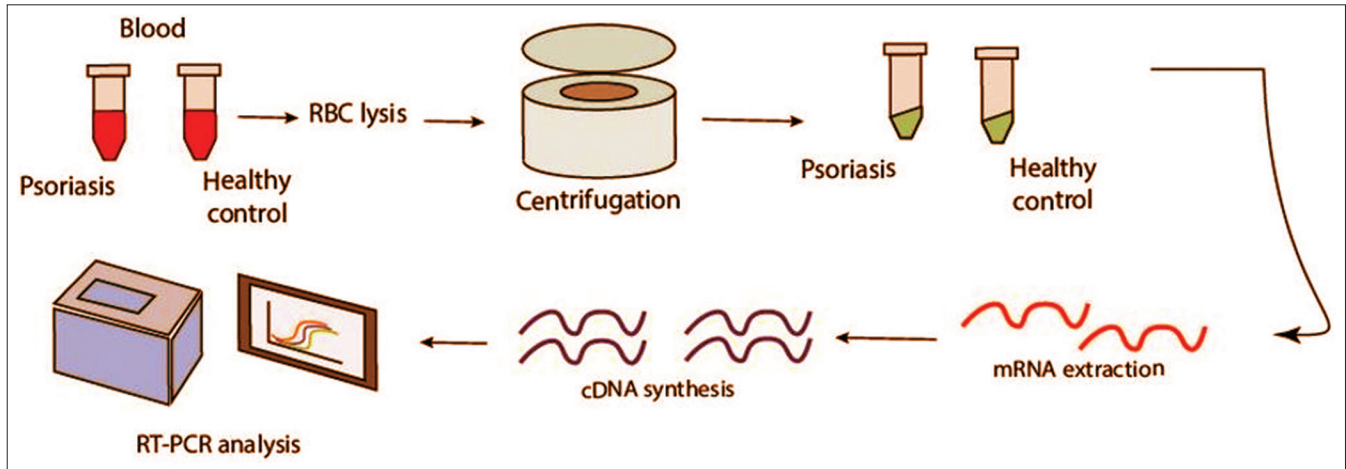 Blood
Psoriasis
Healthy
control
RBC lysis
Centrifugation
Psoriasis
Healthy
control
mRNA extraction
cDNA synthesis
RT-PCR analysis